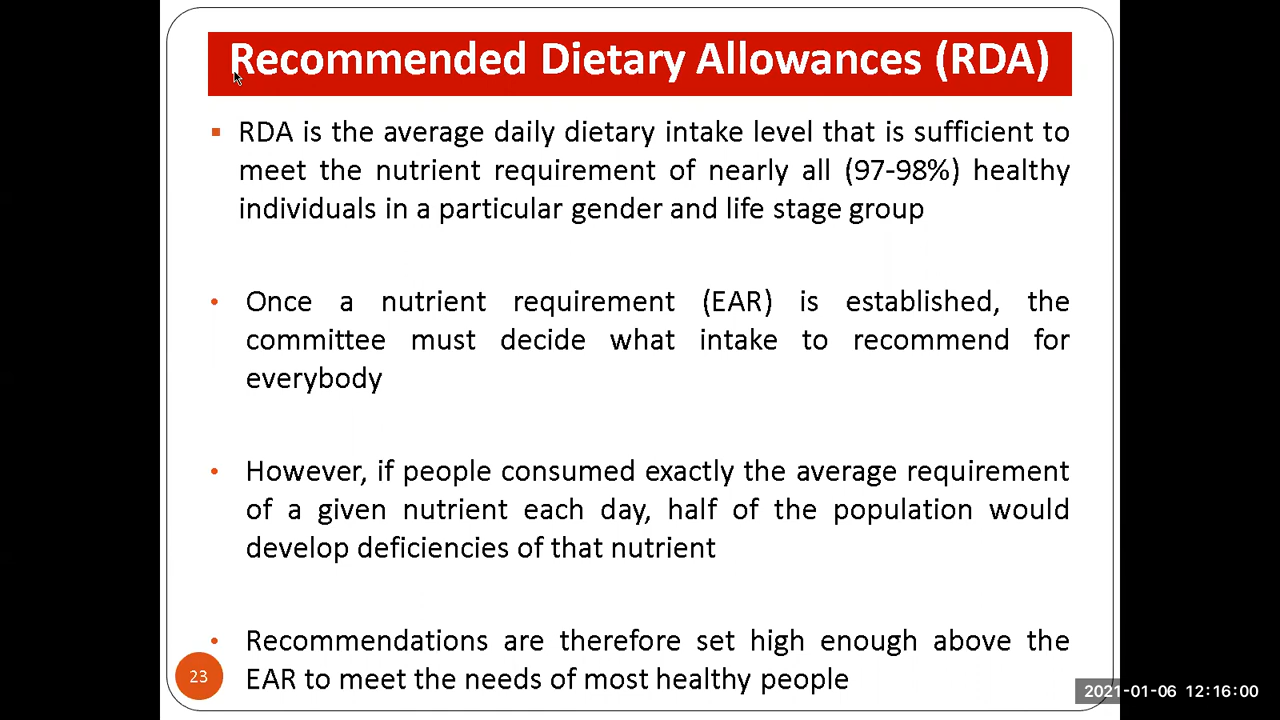 Recommended Dietary Allowances (RDA)
▪ RDA is the average daily dietary intake level that is sufficient to
meet the nutrient requirement of nearly all (97-98%) healthy
individuals in a particular gender and life stage group
• Once a nutrient requirement (EAR) is established, the
committee must decide what intake to recommend for
everybody
• However, if people consumed exactly the average requirement
of a given nutrient each day, half of the population would
develop deficiencies of that nutrient
• Recommendations are therefore set high enough above the
EAR to meet the needs of most healthy people
23
2021-01-06 12:16:00